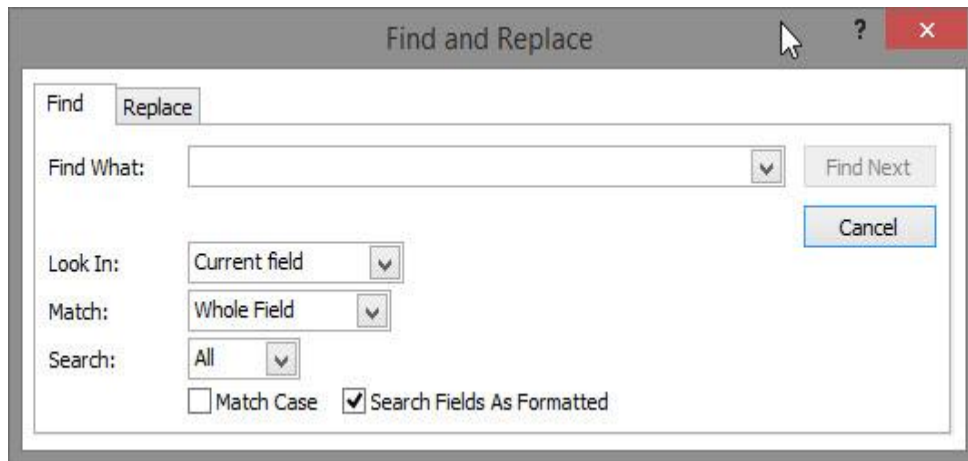 Find and Replace ?
Find Replace
Find What: Find Next
Cancel
Look In: Current field
Match: Whole Field
Search: All
Match Case Search Fields As Formatted